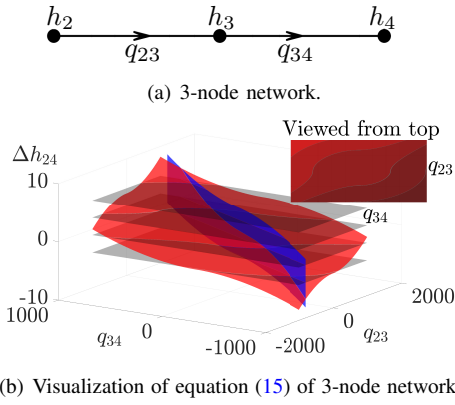 h₂ h₃ h₄
q₂₃ q₃₄
(a) 3-node network.
Viewed from top
Δh₂₄
q₂₃
q₃₄
10
0
-10
1000
0
-1000
q₃₄
-2000
0
2000
q₂₃
(b) Visualization of equation (15) of 3-node network